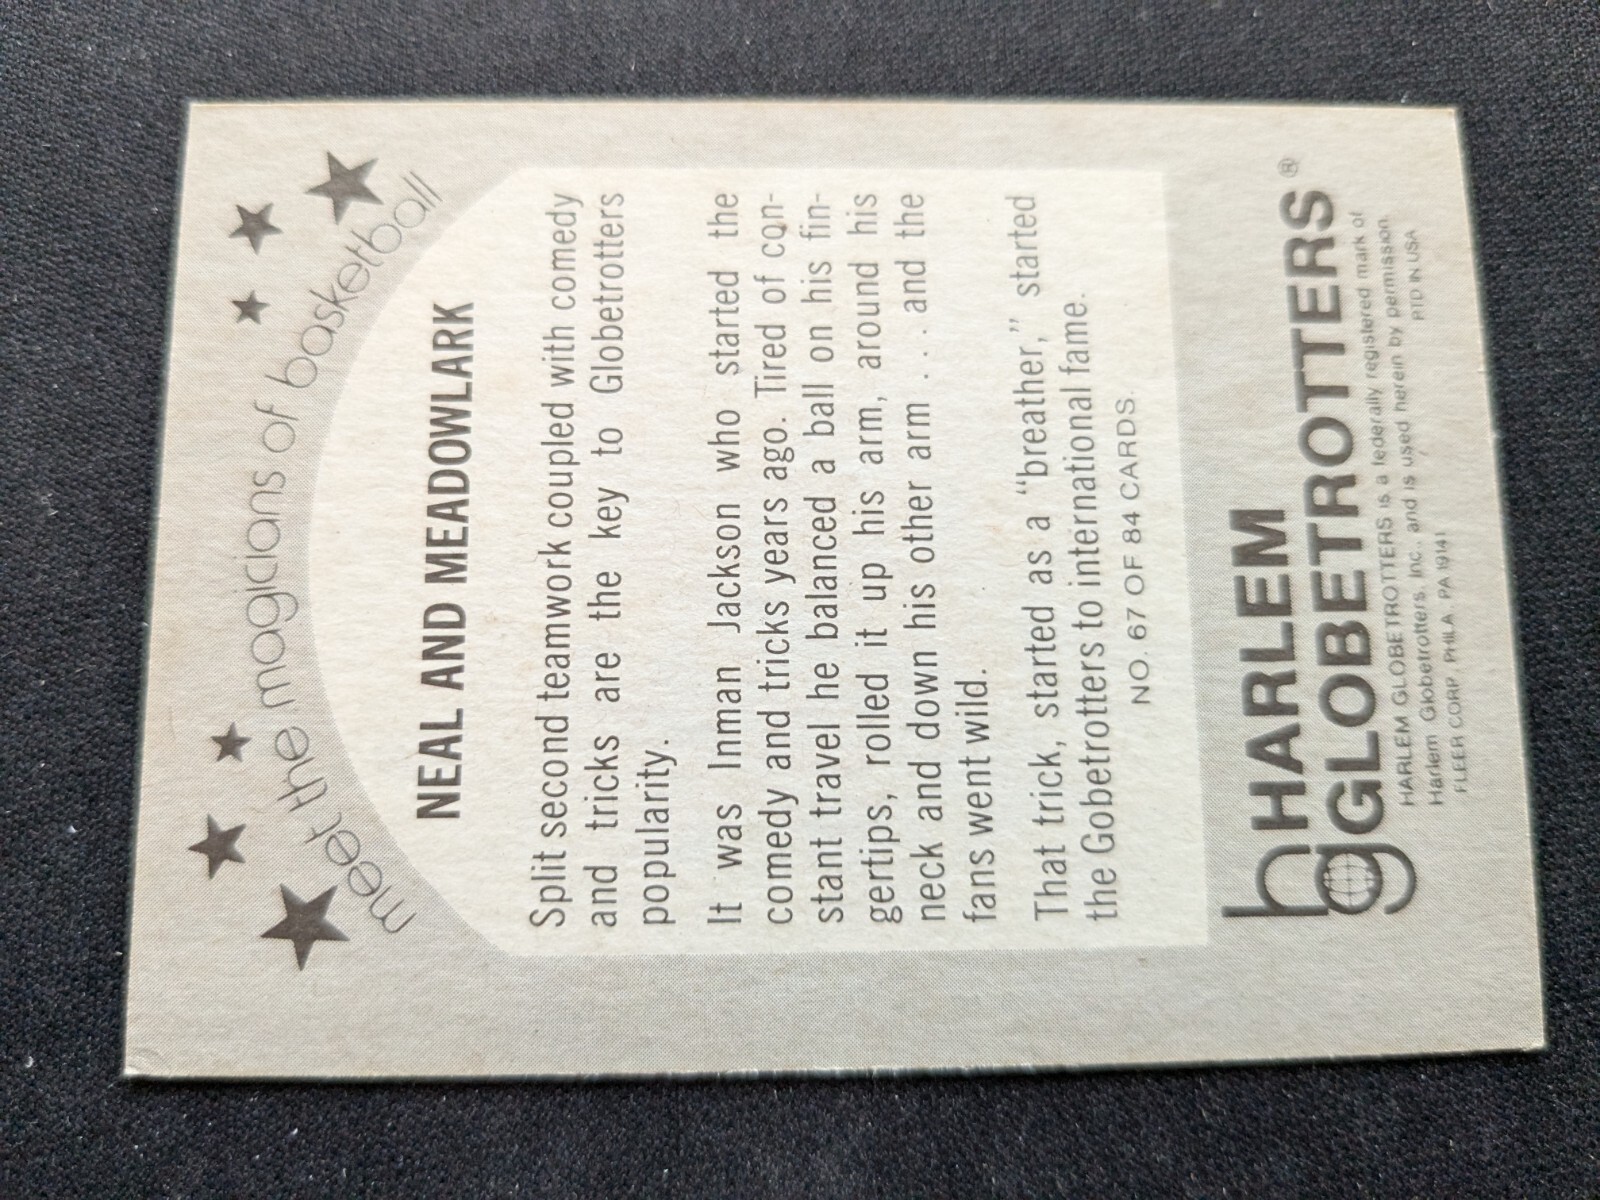 meet the magicians of basketball
NEAL AND MEADOWLARK
Split second teamwork coupled with comedy
and tricks are the key to Globetrotters
popularity.
It was Inman Jackson who started the
comedy and tricks years ago. Tired of con-
stant travel he balanced a ball on his fin-
gertips, rolled it up his arm, around his
neck and down his other arm . . . and the
fans went wild.
That trick, started as a “breather,” started
the Gobetrotters to international fame.
NO. 67 OF 84 CARDS.
hg HARLEM
GLOBETROTTERS®
HARLEM GLOBETROTTERS is a federally registered mark of
Harlem Globetrotters, Inc., and is used herein by permission.
FLEER CORP., PHILA., PA 19141 PTD IN USA